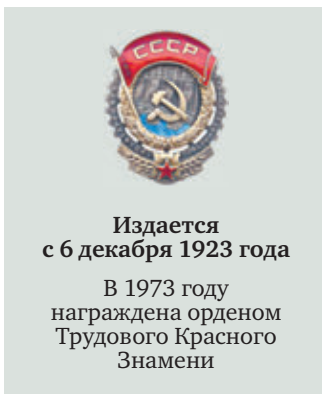 СССР
Издается
с 6 декабря 1923 года
В 1973 году
награждена орденом
Трудового Красного
Знамени